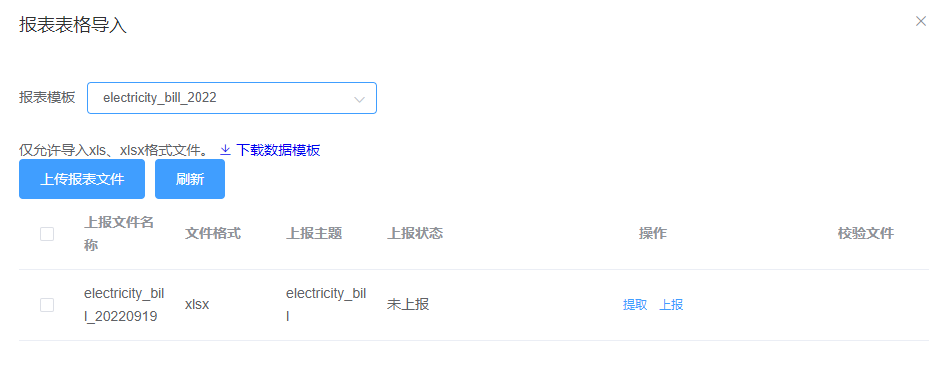 报表表格导入
报表模板 electricity_bill_2022
仅允许导入xls、xlsx格式文件。 下载数据模板
上传报表文件 刷新
上报文件名称 文件格式 上报主题 上报状态 操作 校验文件
electricity_bill_20220919 xlsx electricity_bill 未上报 提取 上报